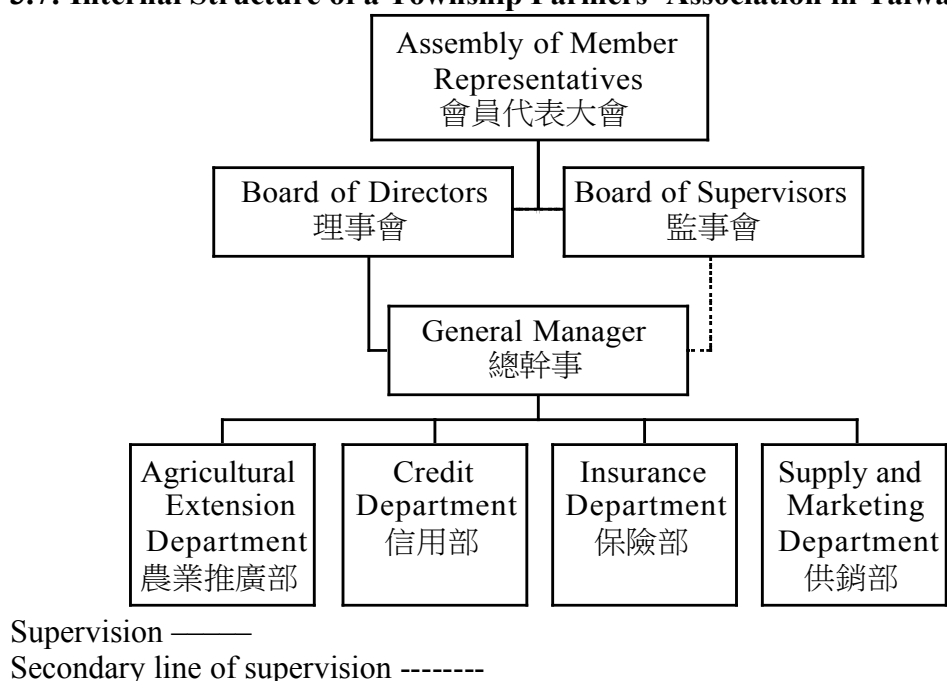 3.7. Internal Structure of a Township Farmers' Association in Taiwa
Assembly of Member
Representatives
會員代表大會
Board of Directors
理事會
Board of Supervisors
監事會
General Manager
總幹事
Agricultural
Extension
Department
農業推廣部
Credit
Department
信用部
Insurance
Department
保險部
Supply and
Marketing
Department
供銷部
Supervision ———
Secondary line of supervision --------